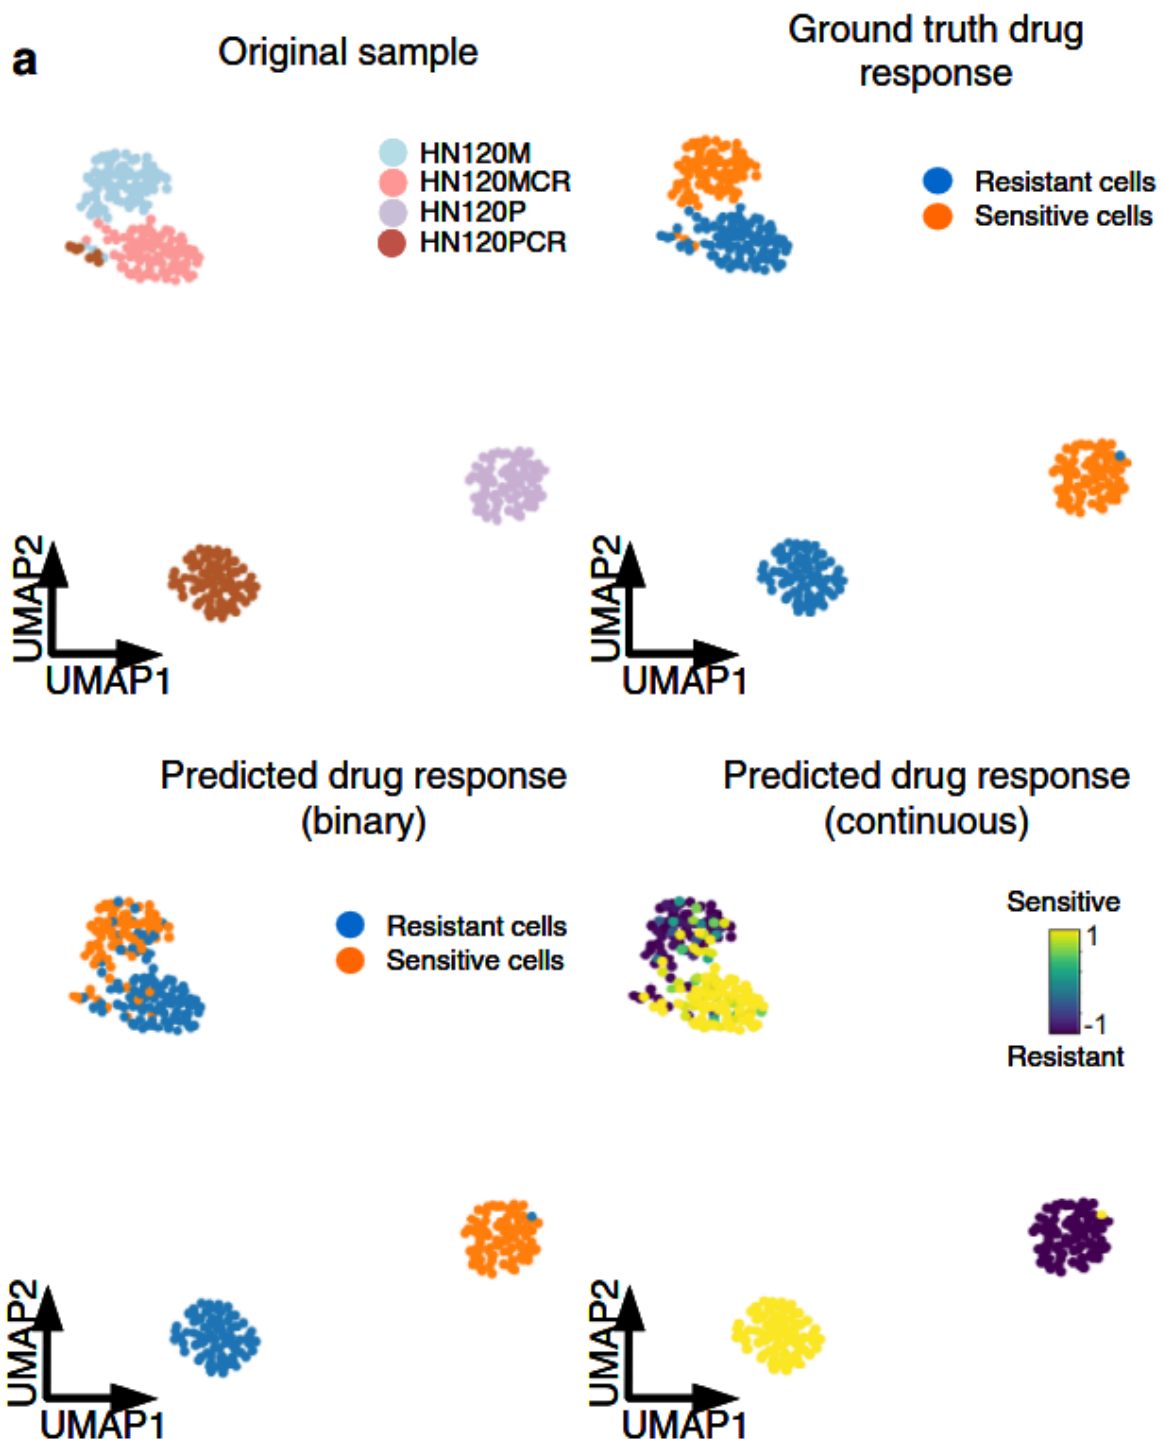 a
Original sample
Ground truth drug
response
HN120M
HN120MCR
HN120P
HN120PCR
Resistant cells
Sensitive cells
UMAP2
UMAP1
UMAP2
UMAP1
Predicted drug response
(binary)
Predicted drug response
(continuous)
Resistant cells
Sensitive cells
Sensitive
1
-1
Resistant
UMAP2
UMAP1
UMAP2
UMAP1